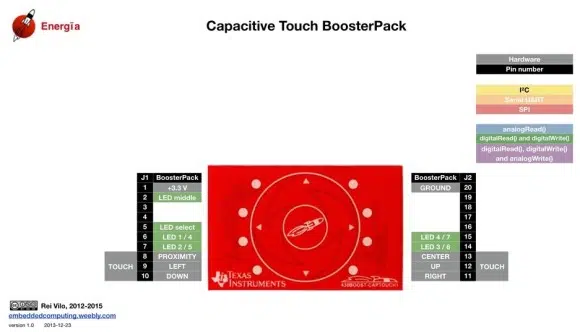 Energia
Capacitive Touch BoosterPack
Hardware
Pin number
I²C
Serial UART
SPI
analogRead()
digitalRead() and digitalWrite()
digitalRead(), digitalWrite()
and analogWrite()
J1 BoosterPack
1 +3.3 V
2 LED middle
3
4
5 LED select
6 LED 1 / 4
7 LED 2 / 5
8 PROXIMITY
TOUCH 9 LEFT
10 DOWN
TEXAS
INSTRUMENTS
430BOOST-CAPTOUCH1
BoosterPack J2
GROUND 20
19
18
17
16
LED 4 / 7 15
LED 3 / 6 14
CENTER 13
UP 12 TOUCH
RIGHT 11
Rei Vilo, 2012-2015
embeddedcomputing.weebly.com
version 1.0 2013-12-23